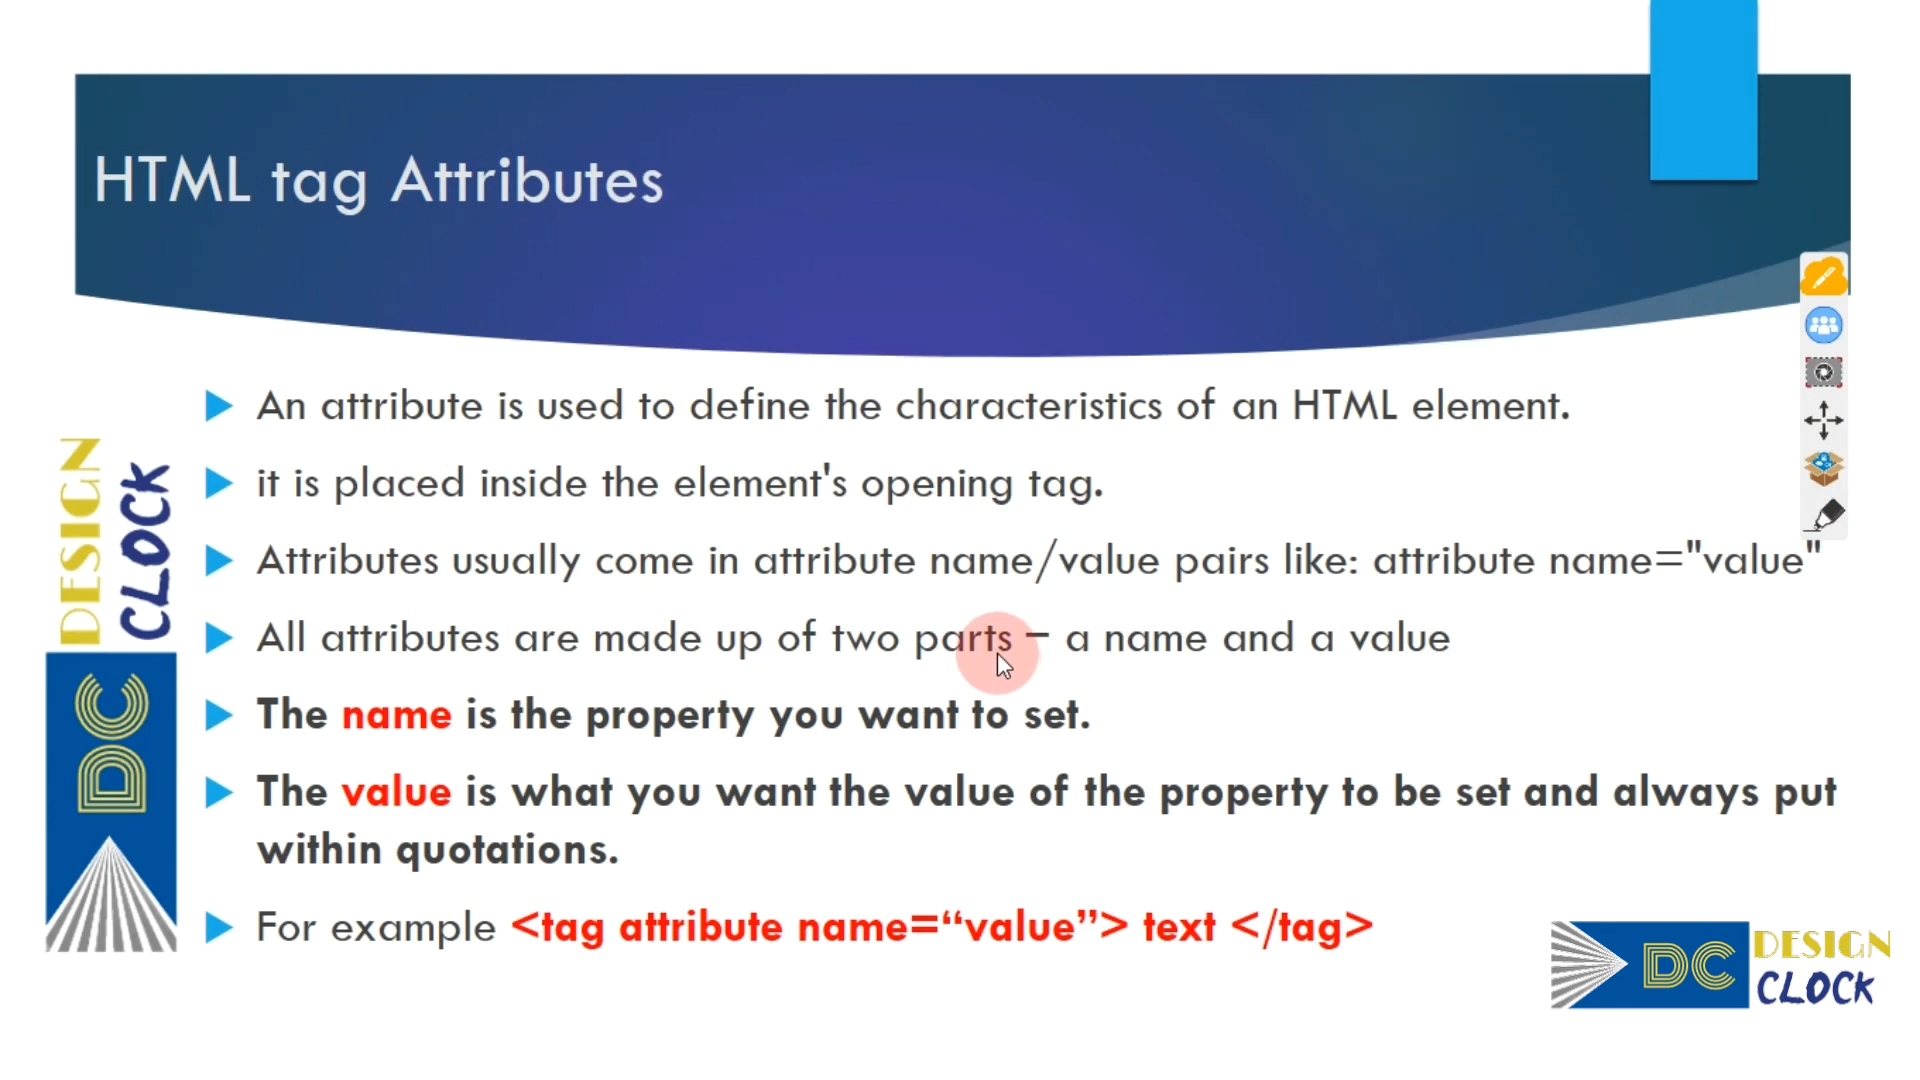 HTML tag Attributes
An attribute is used to define the characteristics of an HTML element.
it is placed inside the element's opening tag.
Attributes usually come in attribute name/value pairs like: attribute name="value"
All attributes are made up of two parts – a name and a value
The name is the property you want to set.
The value is what you want the value of the property to be set and always put
within quotations.
For example <tag attribute name=“value”> text </tag>
DESIGN
CLOCK
DC
DC
DESIGN
CLOCK